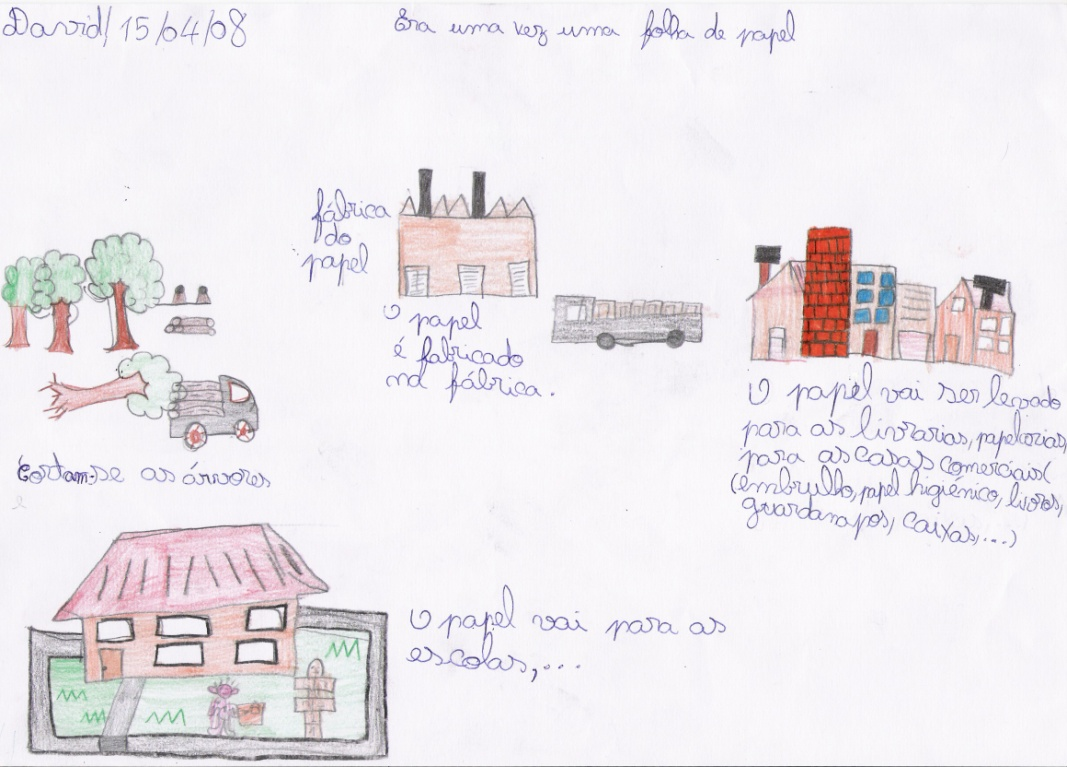 David/ 15/04/08
Era uma vez uma folha de papel
fábrica
do
papel
O papel
é fabricado
na fábrica.
Cortam-se as árvores
O papel vai ser levado
para as livrarias, papelarias,
para as casas comerciais(
(embrulho, papel higiénico, livros,
guardanapos, caixas,...)
O papel vai para as
escolas,...